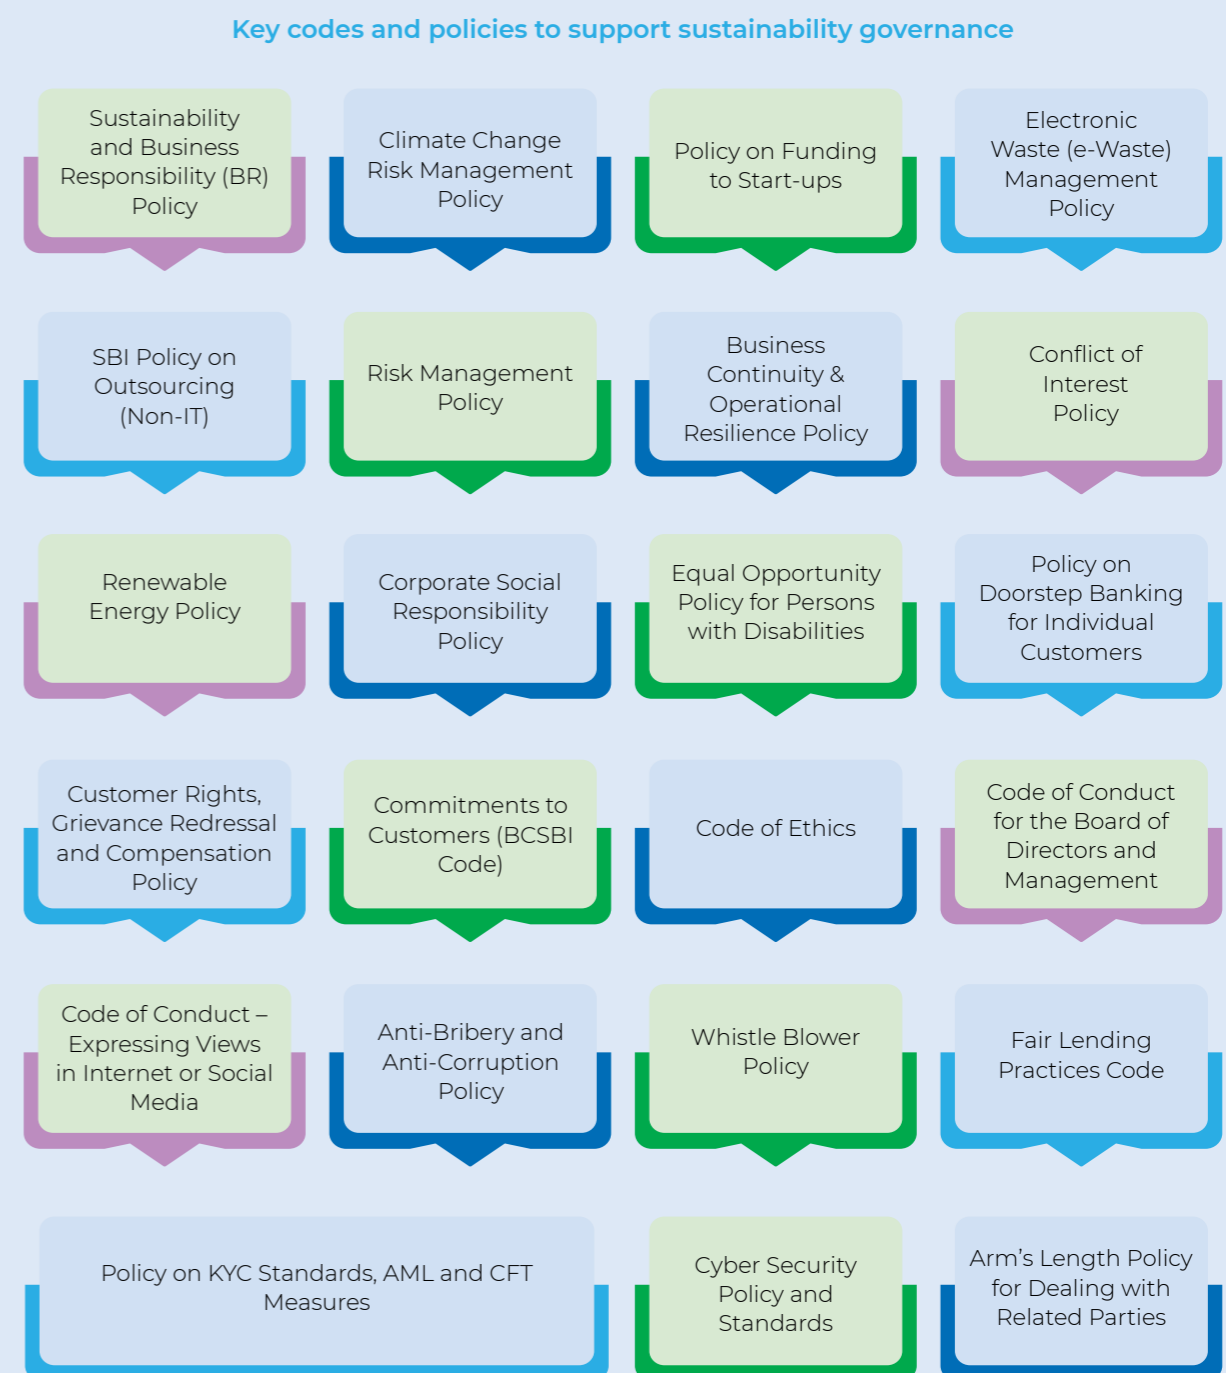 Key codes and policies to support sustainability governance
Sustainability
and Business
Responsibility (BR)
Policy
Climate Change
Risk Management
Policy
Policy on Funding
to Start-ups
Electronic
Waste (e-Waste)
Management
Policy
SBI Policy on
Outsourcing
(Non-IT)
Risk Management
Policy
Business
Continuity &
Operational
Resilience Policy
Conflict of
Interest
Policy
Renewable
Energy Policy
Corporate Social
Responsibility
Policy
Equal Opportunity
Policy for Persons
with Disabilities
Policy on
Doorstep Banking
for Individual
Customers
Customer Rights,
Grievance Redressal
and Compensation
Policy
Commitments to
Customers (BCSBI
Code)
Code of Ethics
Code of Conduct
for the Board of
Directors and
Management
Code of Conduct –
Expressing Views
in Internet or Social
Media
Anti-Bribery and
Anti-Corruption
Policy
Whistle Blower
Policy
Fair Lending
Practices Code
Policy on KYC Standards, AML and CFT
Measures
Cyber Security
Policy and
Standards
Arm’s Length Policy
for Dealing with
Related Parties